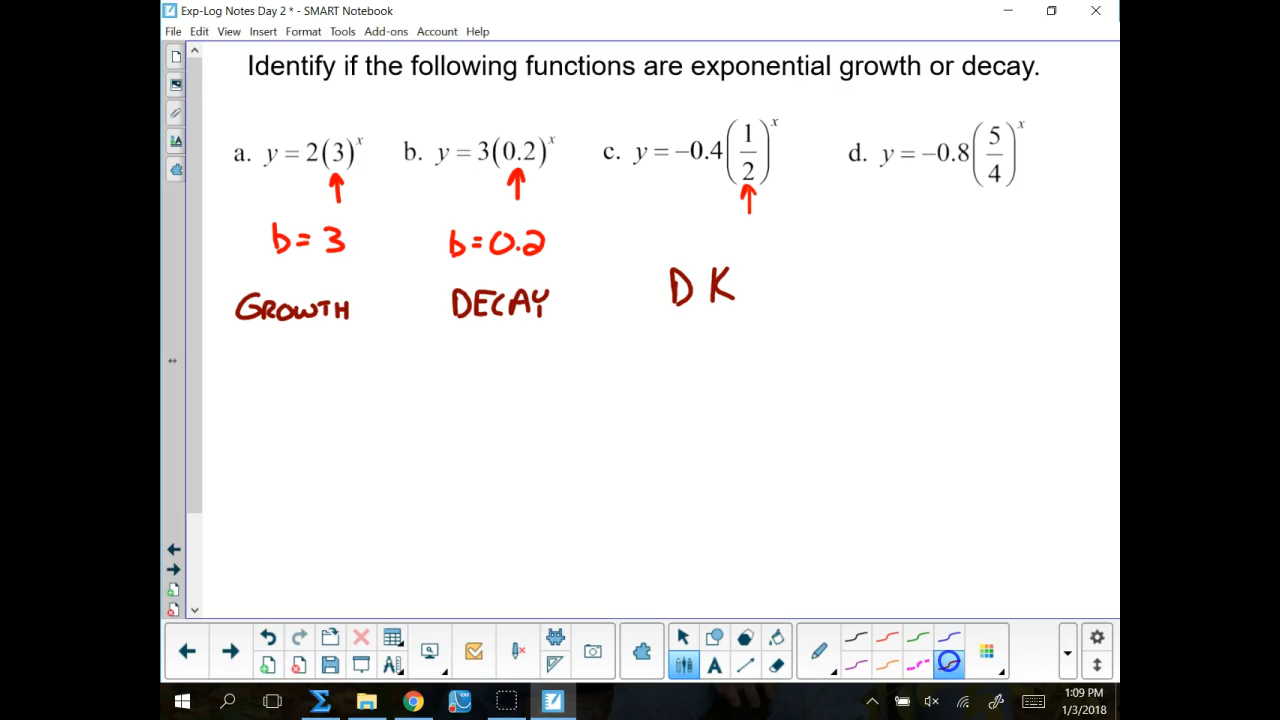 Exp-Log Notes Day 2 * - SMART Notebook
File Edit View Insert Format Tools Add-ons Account Help
Identify if the following functions are exponential growth or decay.
a. y = 2(3)^x b. y = 3(0.2)^x c. y = −0.4(1/2)^x d. y = −0.8(5/4)^x
b = 3 b = 0.2
GROWTH DECAY D K
1:09 PM
1/3/2018